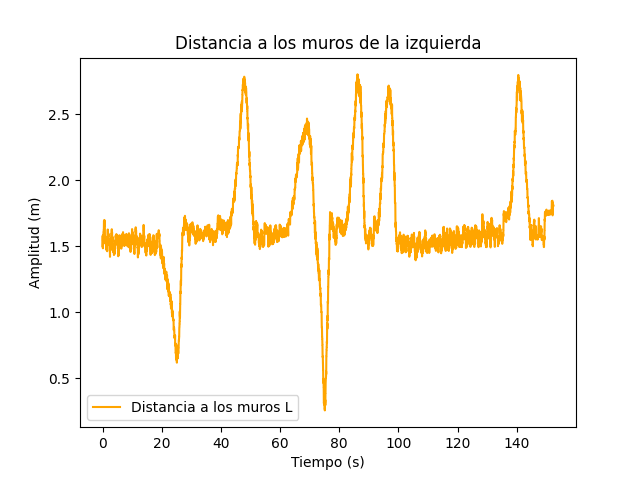 Distancia a los muros de la izquierda
Amplitud (m)
2.5
2.0
1.5
1.0
0.5
Distancia a los muros L
0 20 40 60 80 100 120 140
Tiempo (s)